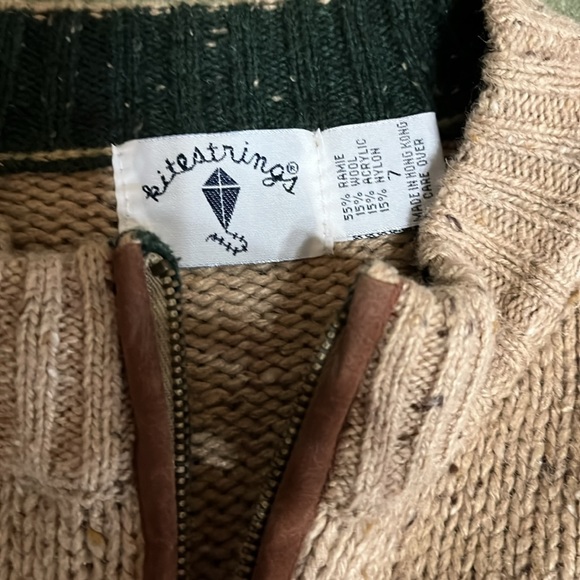 kitestrings®
55% RAMIE
15% WOOL
15% ACRYLIC
15% NYLON
7
MADE IN HONG KONG
CARE OVER